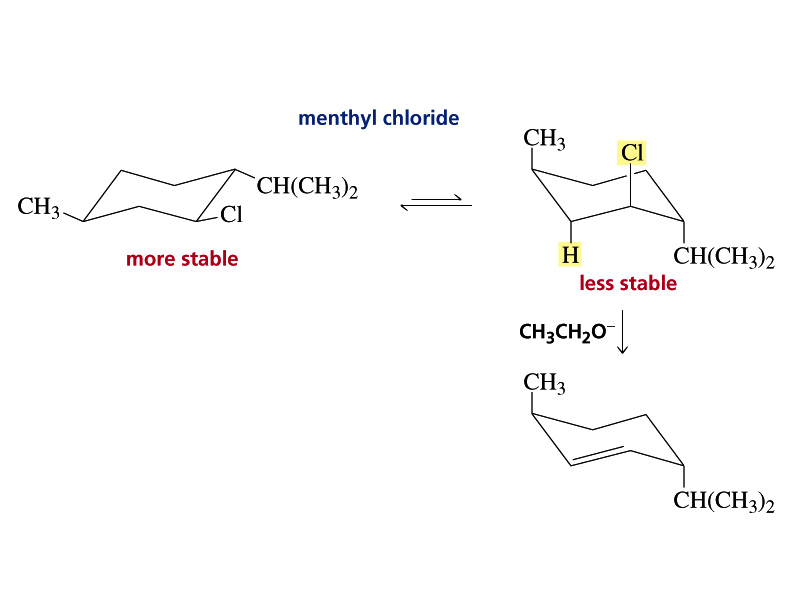 menthyl chloride
CH₃
Cl
CH₃
CH(CH₃)₂
Cl
more stable
H
CH(CH₃)₂
less stable
CH₃CH₂O⁻
CH₃
CH(CH₃)₂